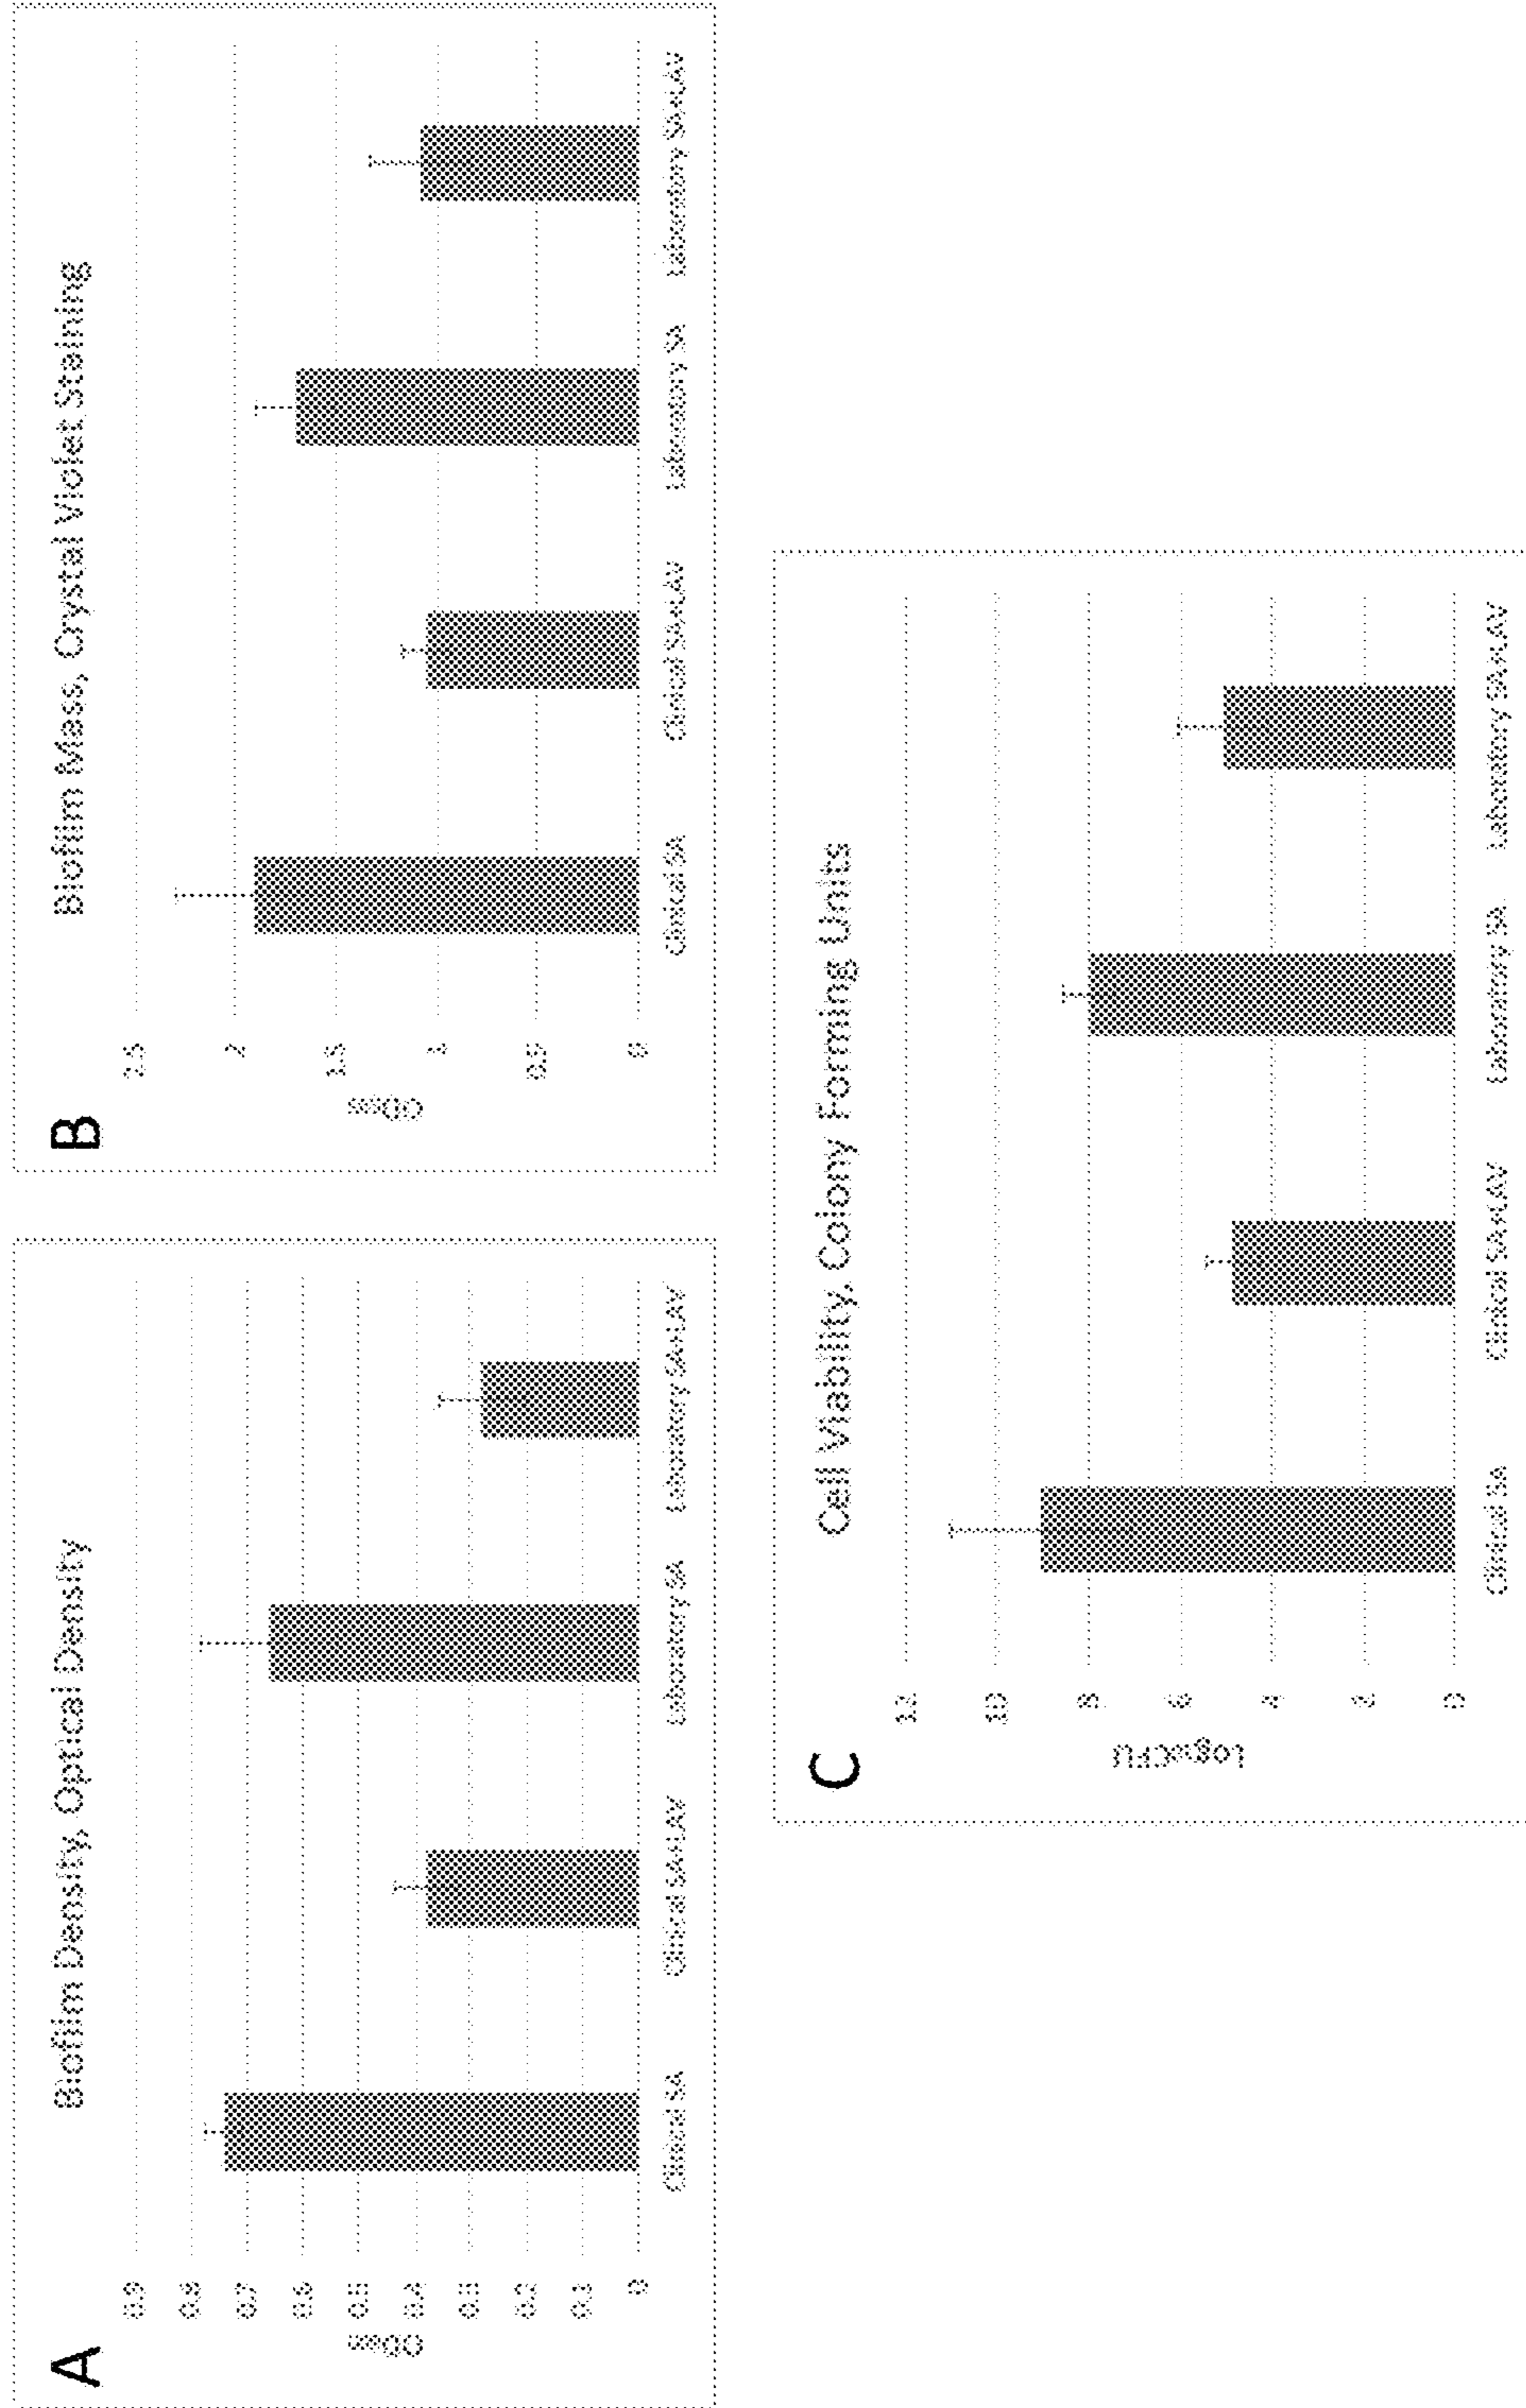 A
Biofilm Density, Optical Density
0.9
0.8
0.7
0.6
0.5
0.4
0.3
0.2
0.1
0
Clinical SA
Clinical SA+LAV
Laboratory SA
Laboratory SA+LAV
B
Biofilm Mass, Crystal Violet Staining
2.5
2
1.5
1
0.5
0
Clinical SA
Clinical SA+LAV
Laboratory SA
Laboratory SA+LAV
C
Cell Viability, Colony Forming Units
12
10
8
6
4
2
0
Clinical SA
Clinical SA+LAV
Laboratory SA
Laboratory SA+LAV